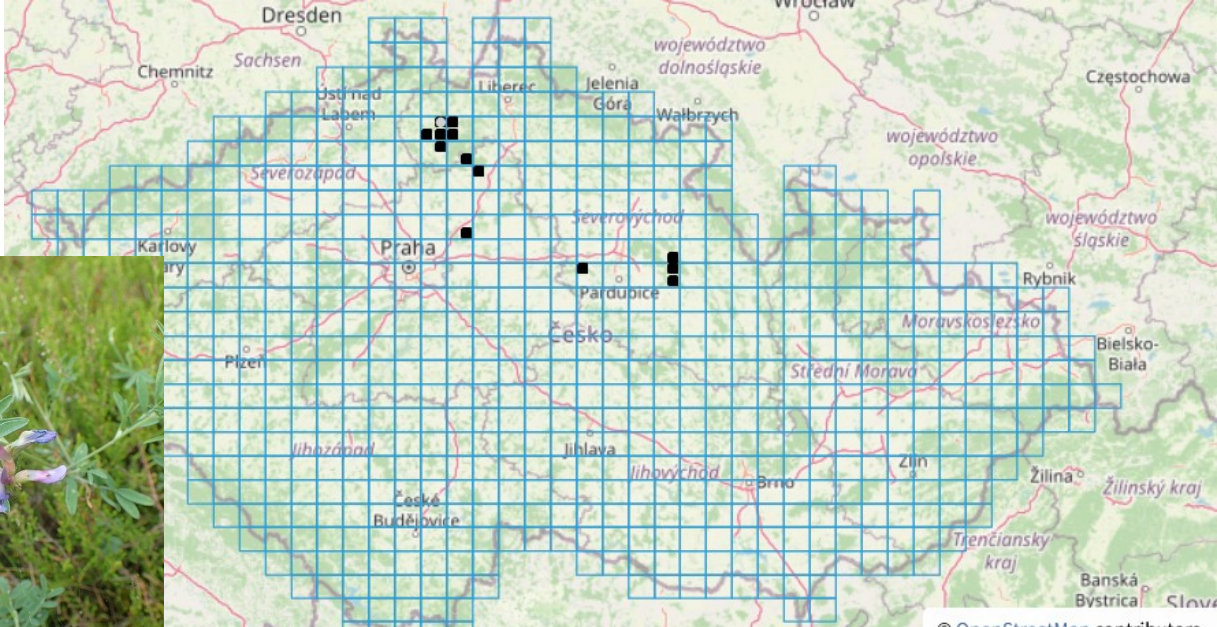 Dresden
Wrocław
Chemnitz
Sachsen
województwo
dolnośląskie
Częstochowa
Ústí nad
Labem
Liberec
Jelenia
Góra
Wałbrzych
województwo
opolskie
Severozápad
Severovýchod
województwo
śląskie
Karlovy
Vary
Praha
Pardubice
Rybnik
Česko
Moravskoslezsko
Plzeň
Bielsko-
Biała
Střední Morava
Jihozápad
Jihlava
Jihovýchod
Brno
Zlín
Žilina
Žilinský kraj
České
Budějovice
Trenčiansky
kraj
Banská
Bystrica
Slove
© OpenStreetMap contributors